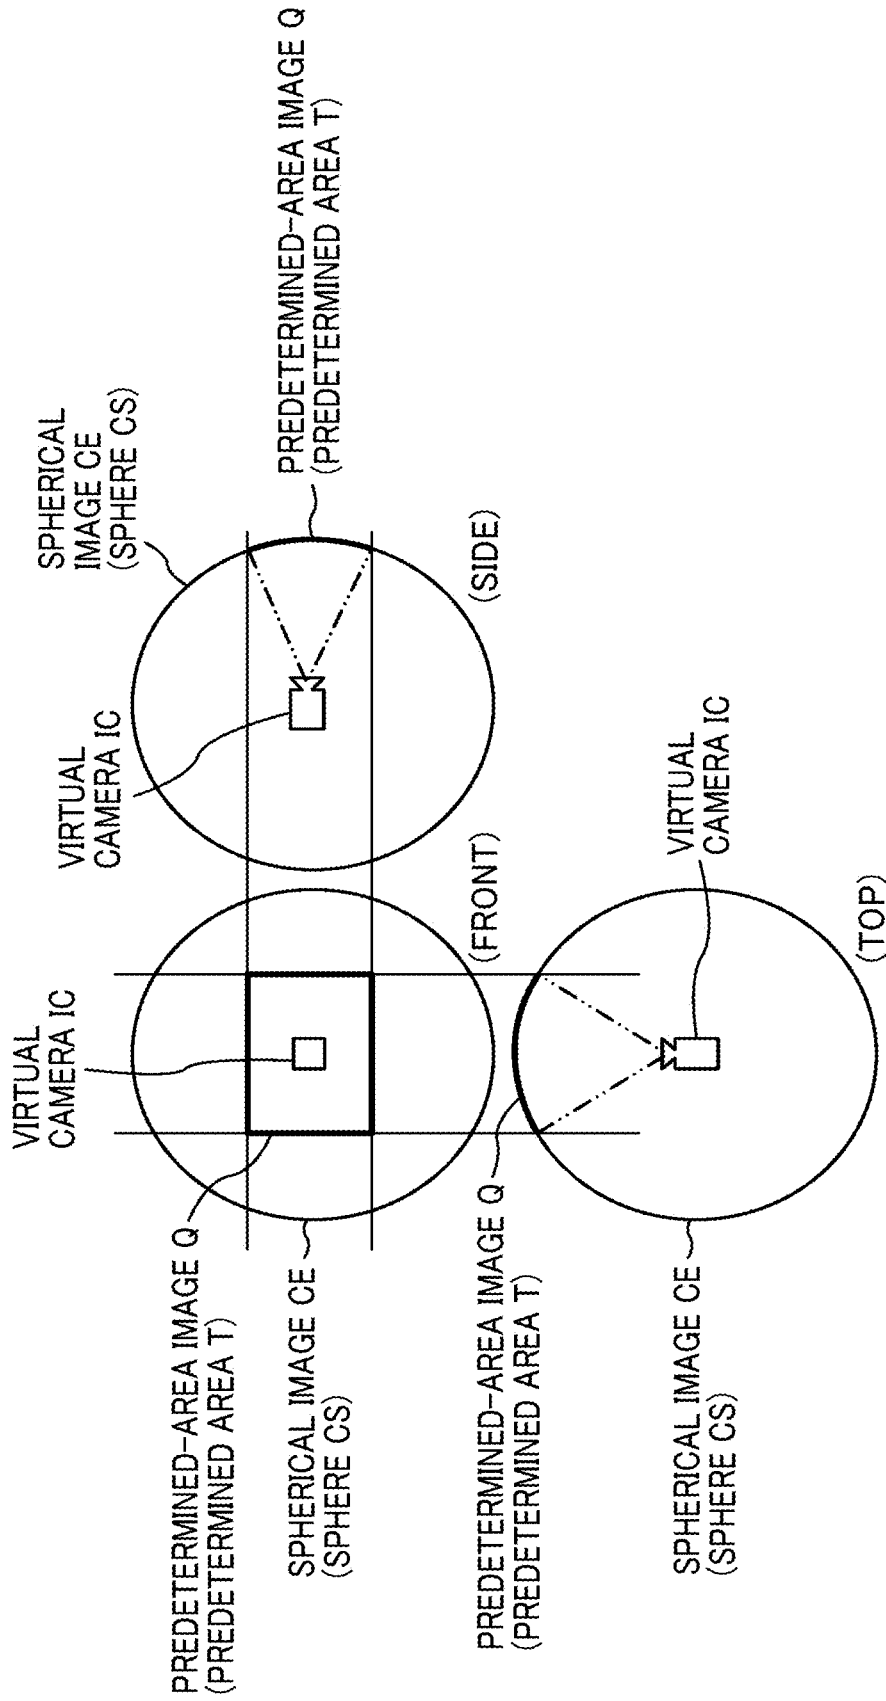 PREDETERMINED-AREA IMAGE Q
(PREDETERMINED AREA T)
VIRTUAL
CAMERA IC
SPHERICAL IMAGE CE
(SPHERE CS)
(FRONT)
VIRTUAL
CAMERA IC
SPHERICAL
IMAGE CE
(SPHERE CS)
PREDETERMINED-AREA IMAGE Q
(PREDETERMINED AREA T)
(SIDE)
PREDETERMINED-AREA IMAGE Q
(PREDETERMINED AREA T)
SPHERICAL IMAGE CE
(SPHERE CS)
VIRTUAL
CAMERA IC
(TOP)